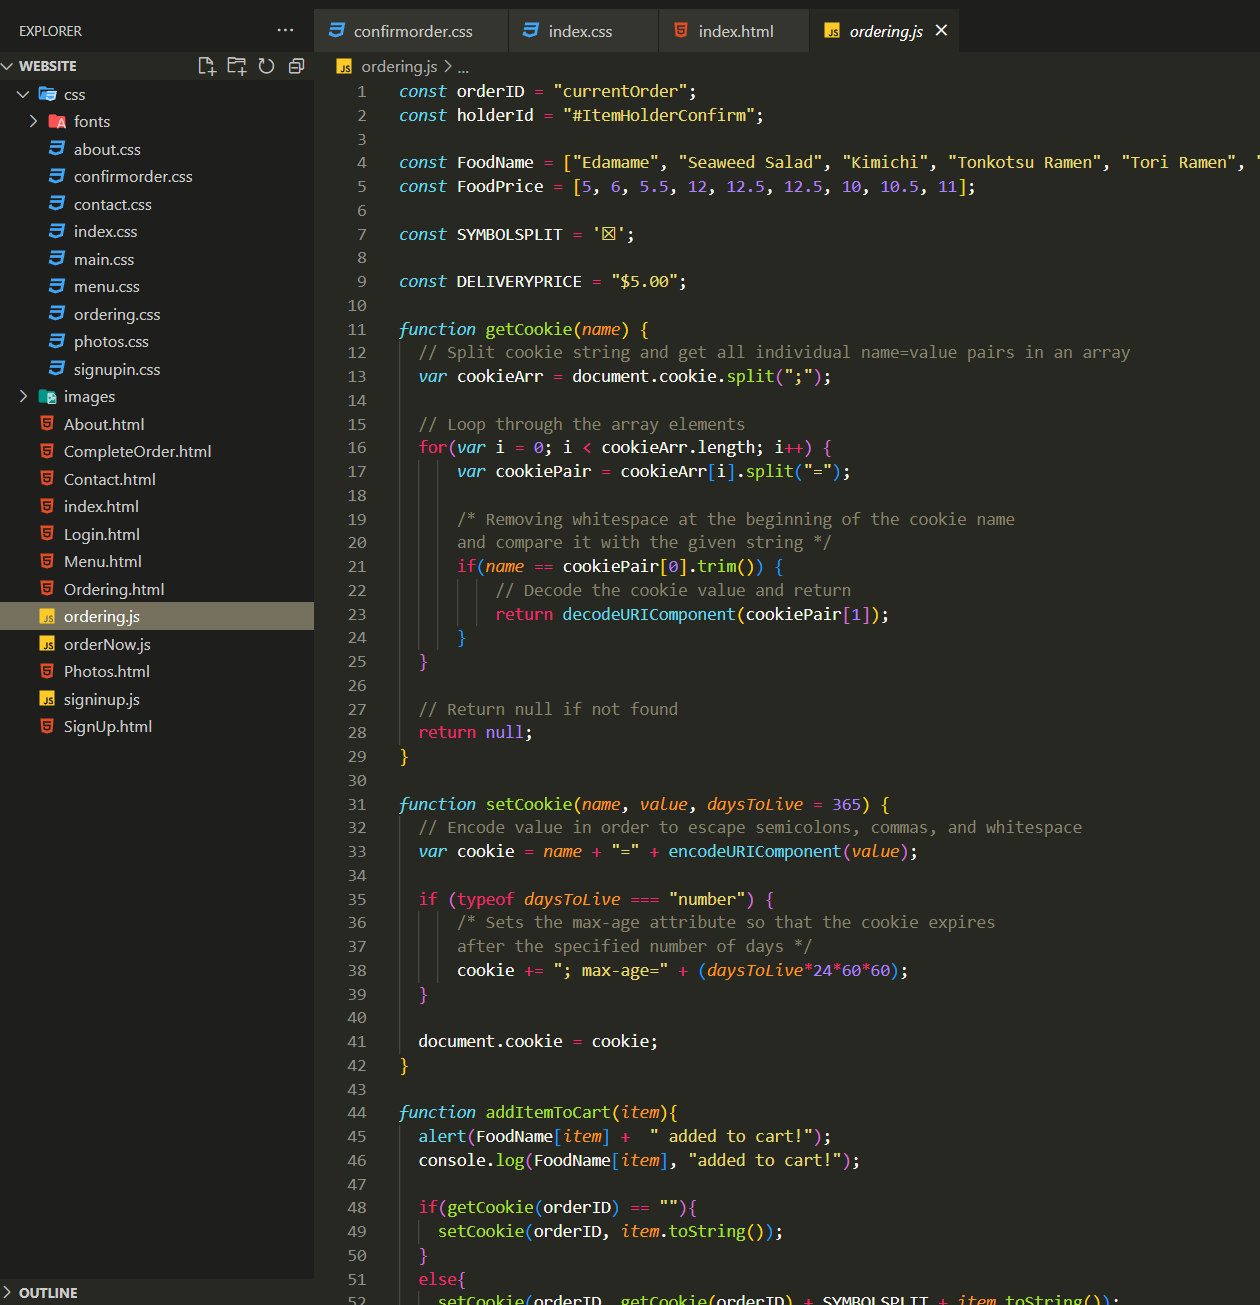 EXPLORER
WEBSITE
css
fonts
about.css
confirmorder.css
contact.css
index.css
main.css
menu.css
ordering.css
photos.css
signupin.css
images
About.html
CompleteOrder.html
Contact.html
index.html
Login.html
Menu.html
Ordering.html
ordering.js
orderNow.js
Photos.html
signinup.js
SignUp.html
OUTLINE
confirmorder.css index.css index.html ordering.js
ordering.js > ...
1 const orderID = "currentOrder";
2 const holderId = "#ItemHolderConfirm";
3
4 const FoodName = ["Edamame", "Seaweed Salad", "Kimichi", "Tonkotsu Ramen", "Tori Ramen", "
5 const FoodPrice = [5, 6, 5.5, 12, 12.5, 12.5, 10, 10.5, 11];
6
7 const SYMBOLSPLIT = '☒';
8
9 const DELIVERYPRICE = "$5.00";
10
11 function getCookie(name) {
12 // Split cookie string and get all individual name=value pairs in an array
13 var cookieArr = document.cookie.split(";");
14
15 // Loop through the array elements
16 for(var i = 0; i < cookieArr.length; i++) {
17 var cookiePair = cookieArr[i].split("=");
18
19 /* Removing whitespace at the beginning of the cookie name
20 and compare it with the given string */
21 if(name == cookiePair[0].trim()) {
22 // Decode the cookie value and return
23 return decodeURIComponent(cookiePair[1]);
24 }
25 }
26
27 // Return null if not found
28 return null;
29 }
30
31 function setCookie(name, value, daysToLive = 365) {
32 // Encode value in order to escape semicolons, commas, and whitespace
33 var cookie = name + "=" + encodeURIComponent(value);
34
35 if (typeof daysToLive === "number") {
36 /* Sets the max-age attribute so that the cookie expires
37 after the specified number of days */
38 cookie += "; max-age=" + (daysToLive*24*60*60);
39 }
40
41 document.cookie = cookie;
42 }
43
44 function addItemToCart(item){
45 alert(FoodName[item] + " added to cart!");
46 console.log(FoodName[item], "added to cart!");
47
48 if(getCookie(orderID) == ""){
49 setCookie(orderID, item.toString());
50 }
51 else{
52 setCookie(orderID, getCookie(orderID) + SYMBOLSPLIT + item.toString());